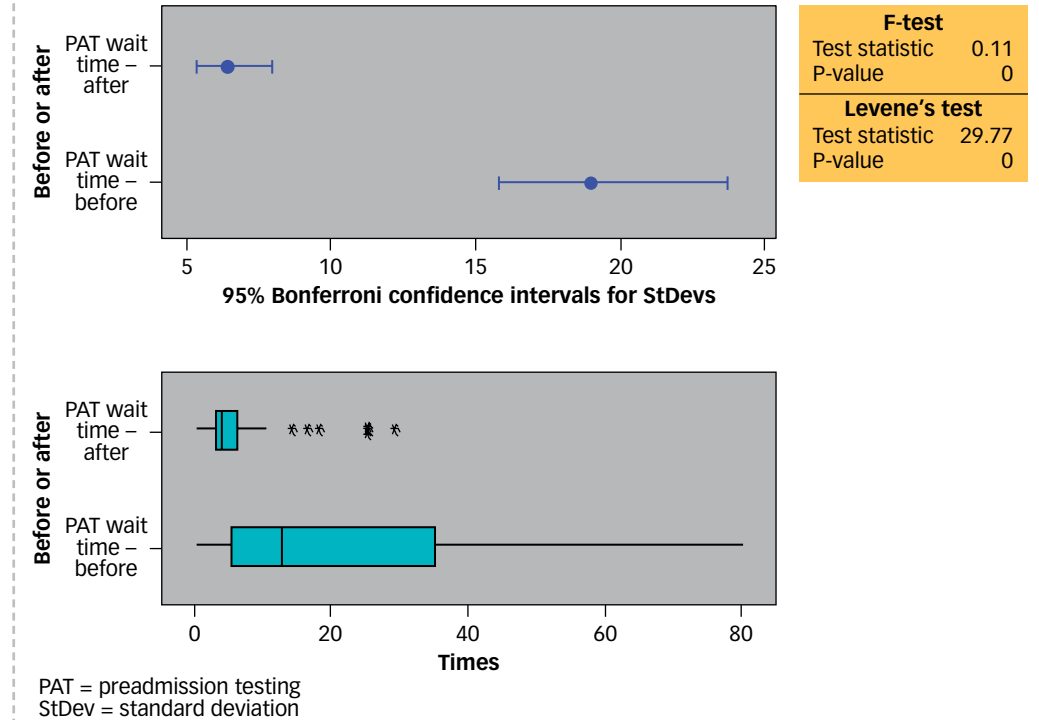 Before or after
PAT wait
time –
after
PAT wait
time –
before
5 10 15 20 25
95% Bonferroni confidence intervals for StDevs
F-test
Test statistic 0.11
P-value 0
Levene's test
Test statistic 29.77
P-value 0
Before or after
PAT wait
time –
after
PAT wait
time –
before
0 20 40 60 80
Times
PAT = preadmission testing
StDev = standard deviation